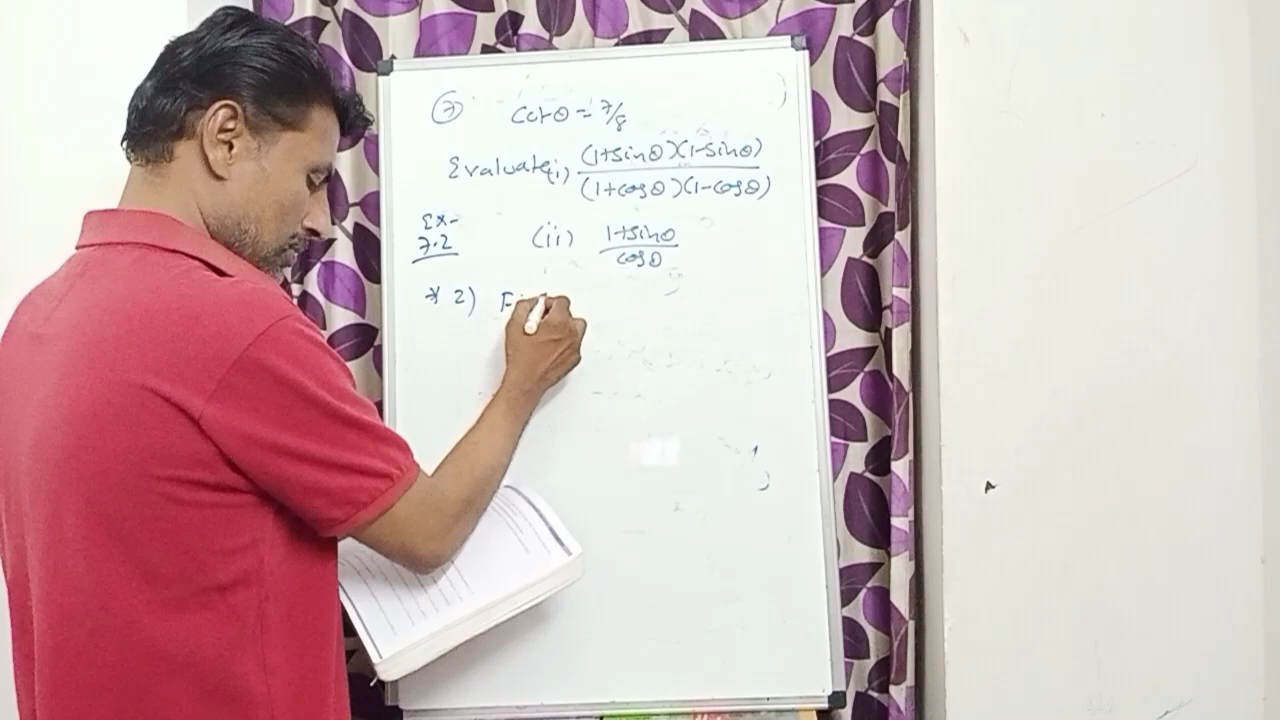 7 Cotθ = 7/8
Evaluate (i) (1+sinθ)(1-sinθ) / (1+cosθ)(1-cosθ)
Ex-7.2
(ii) 1+sinθ / cosθ
* 2) Fi